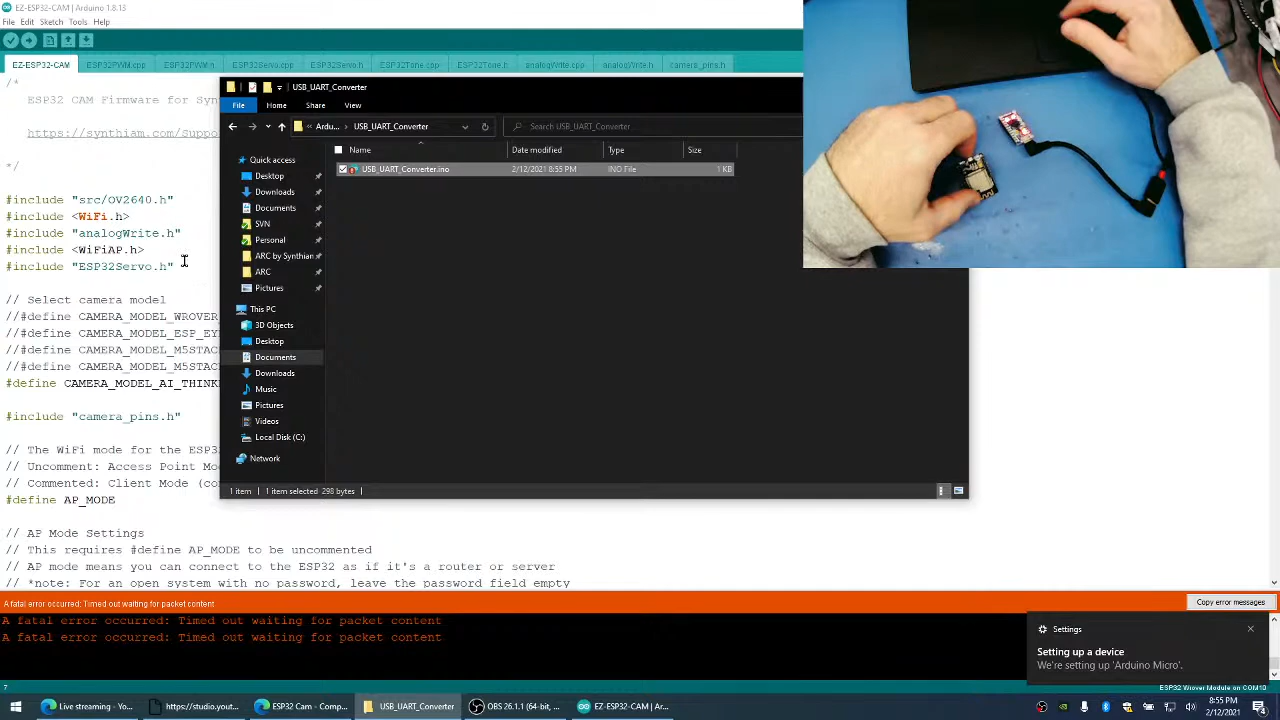 EZ-ESP32-CAM | Arduino 1.8.13
File Edit Sketch Tools Help
EZ-ESP32-CAM ESP32PWM.cpp ESP32PWM.h ESP32Servo.cpp ESP32Servo.h ESP32Tone.cpp ESP32Tone.h analogWrite.cpp analogWrite.h camera_pins.h
/*
ESP32 CAM Firmware for Syn
https://synthiam.com/Suppo
*/
#include "src/OV2640.h"
#include <WiFi.h>
#include "analogWrite.h"
#include <WiFiAP.h>
#include "ESP32Servo.h"
// Select camera model
//#define CAMERA_MODEL_WROVER_
//#define CAMERA_MODEL_ESP_EY
//#define CAMERA_MODEL_M5STAC
//#define CAMERA_MODEL_M5STAC
#define CAMERA_MODEL_AI_THINK
#include "camera_pins.h"
// The WiFi mode for the ESP3
// Uncomment: Access Point Mo
// Commented: Client Mode (co
#define AP_MODE
// AP Mode Settings
// This requires #define AP_MODE to be uncommented
// AP mode means you can connect to the ESP32 as if it's a router or server
// *note: For an open system with no password, leave the password field empty
USB_UART_Converter
File Home Share View
Ardu... USB_UART_Converter Search USB_UART_Converter
Name Date modified Type Size
USB_UART_Converter.ino 2/12/2021 8:55 PM INO File 1 KB
Quick access
Desktop
Downloads
Documents
SVN
Personal
ARC by Synthian
ARC
Pictures
This PC
3D Objects
Desktop
Documents
Downloads
Music
Pictures
Videos
Local Disk (C:)
Network
1 item 1 item selected 298 bytes
A fatal error occurred: Timed out waiting for packet content
Copy error messages
A fatal error occurred: Timed out waiting for packet content
A fatal error occurred: Timed out waiting for packet content
Settings
Setting up a device
We're setting up 'Arduino Micro'.
7
ESP32 Wrover Module on COM10
Live streaming - Yo...
https://studio.yout...
ESP32 Cam - Comp...
USB_UART_Converter
OBS 26.1.1 (64-bit, ...
EZ-ESP32-CAM | Ar...
8:55 PM
2/12/2021